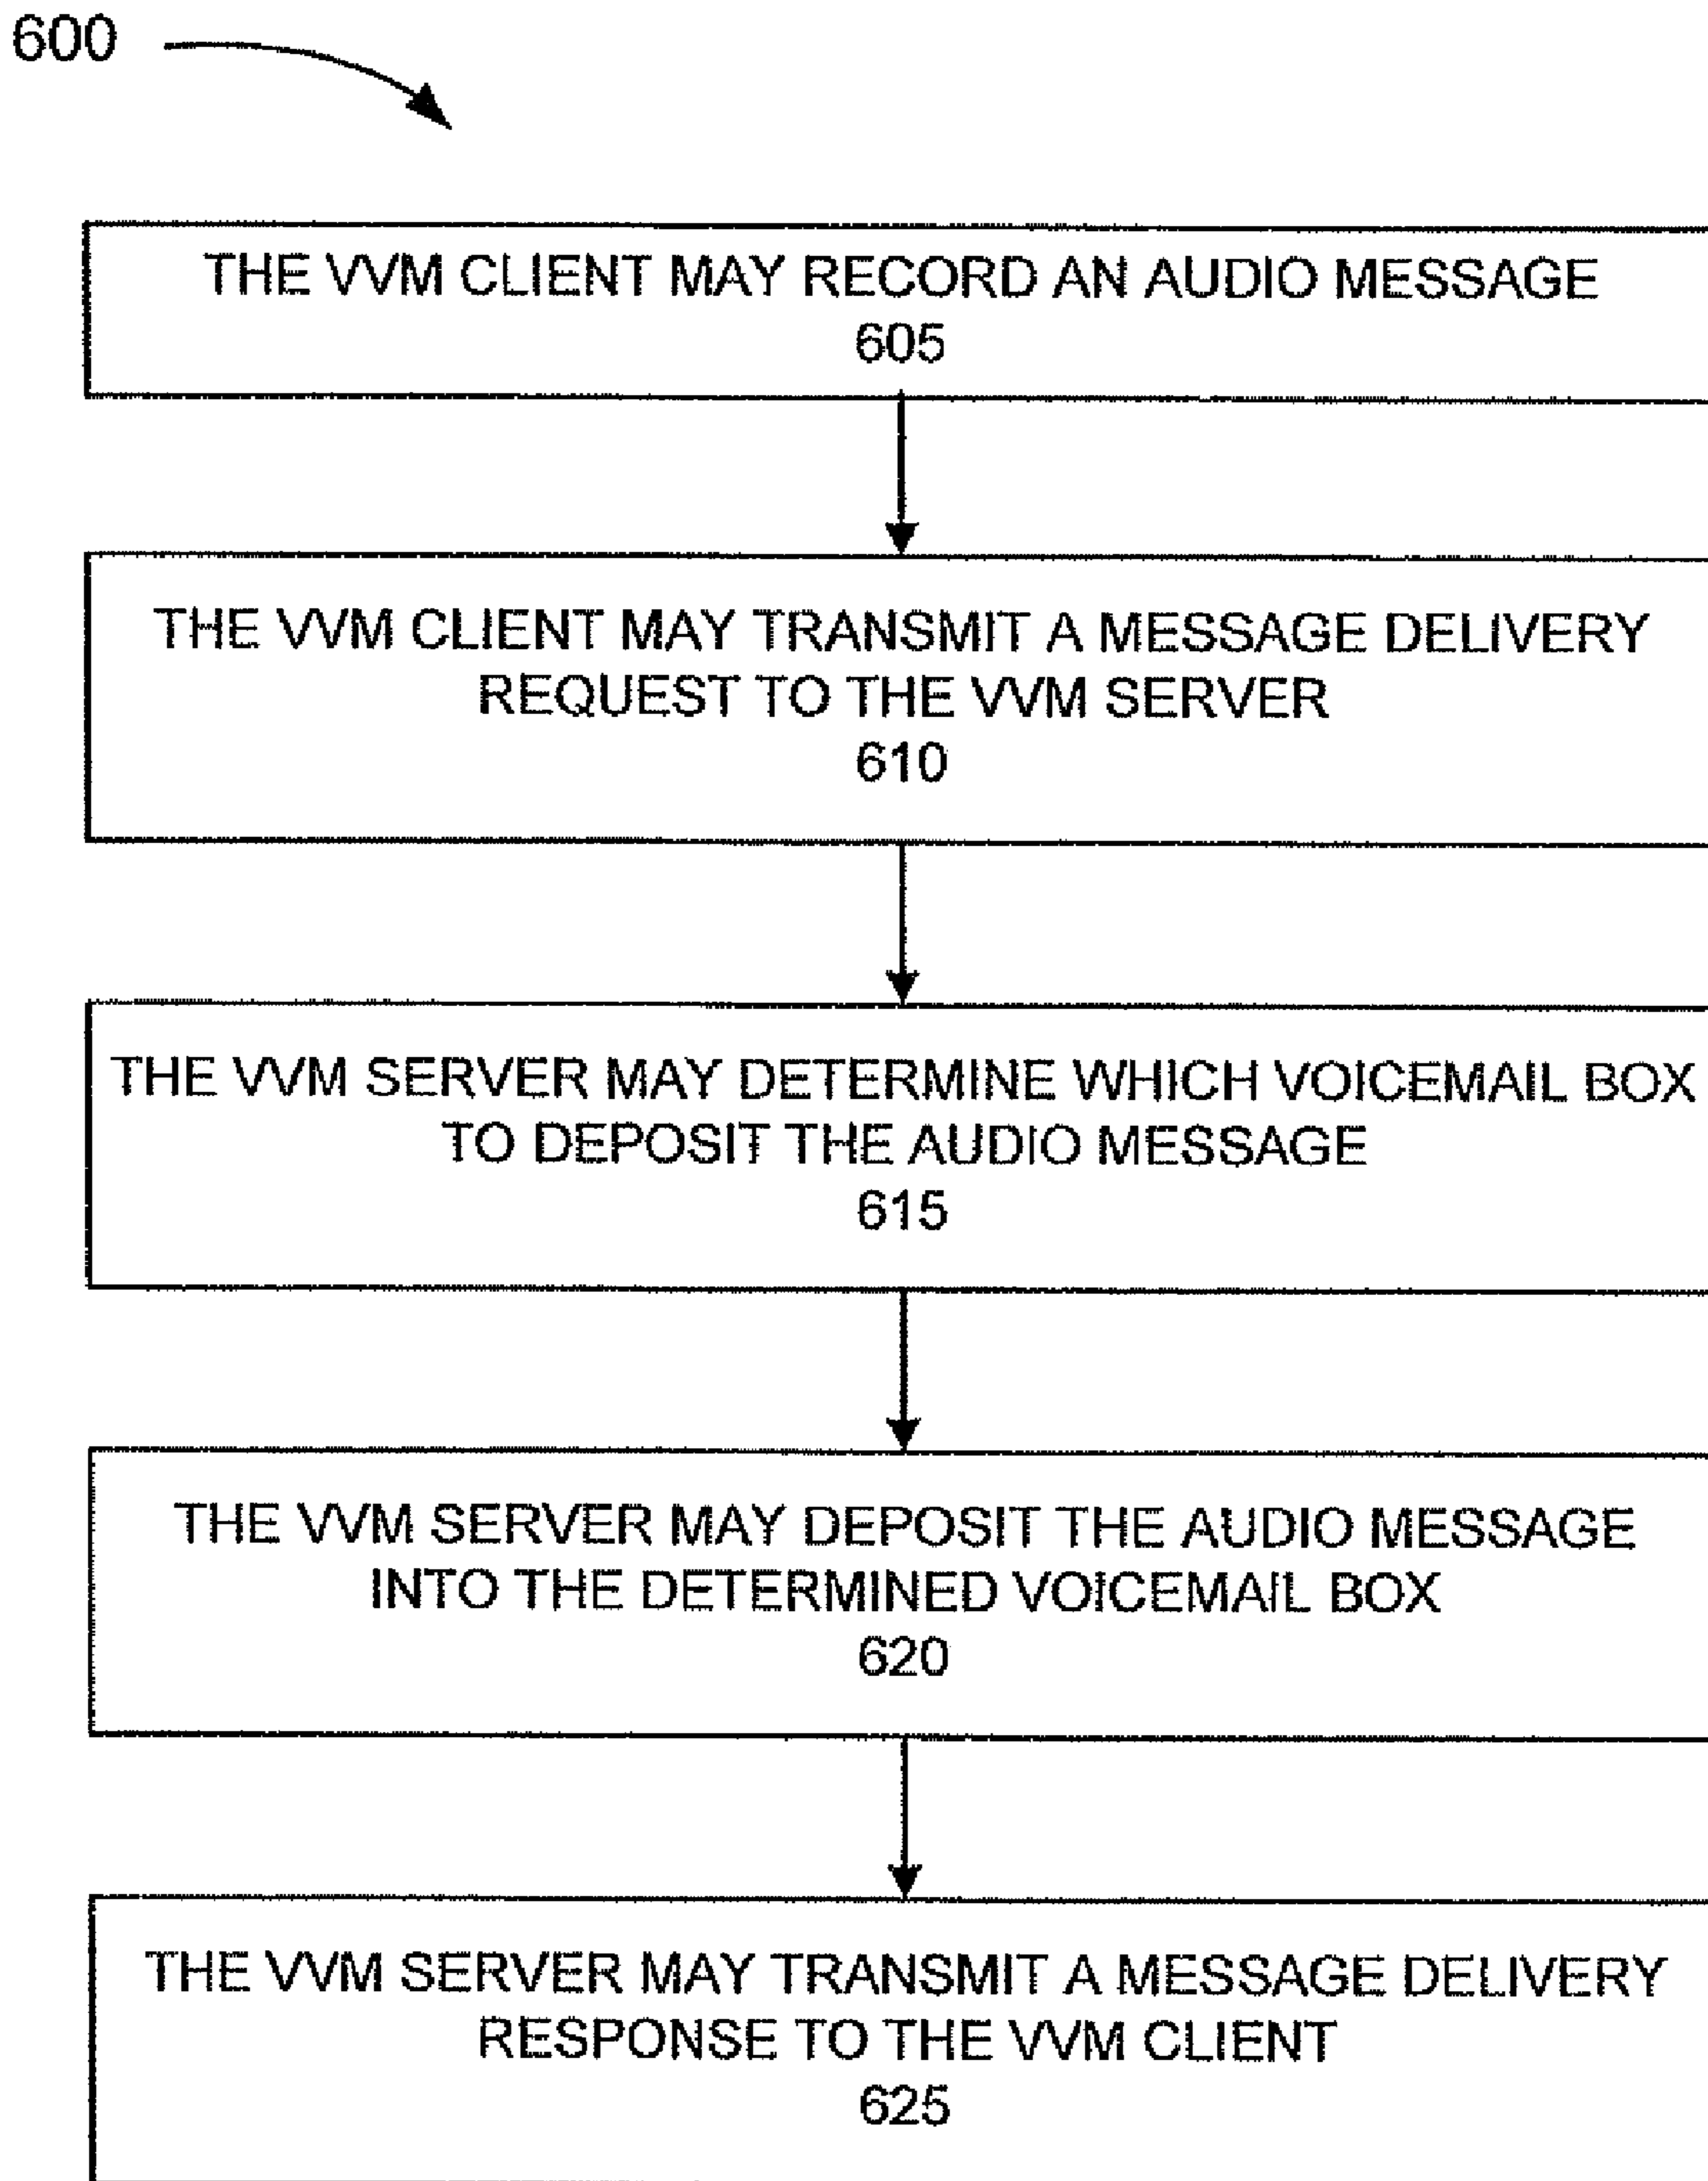 600
THE VVM CLIENT MAY RECORD AN AUDIO MESSAGE
605
THE VVM CLIENT MAY TRANSMIT A MESSAGE DELIVERY
REQUEST TO THE VVM SERVER
610
THE VVM SERVER MAY DETERMINE WHICH VOICEMAIL BOX
TO DEPOSIT THE AUDIO MESSAGE
615
THE VVM SERVER MAY DEPOSIT THE AUDIO MESSAGE
INTO THE DETERMINED VOICEMAIL BOX
620
THE VVM SERVER MAY TRANSMIT A MESSAGE DELIVERY
RESPONSE TO THE VVM CLIENT
625